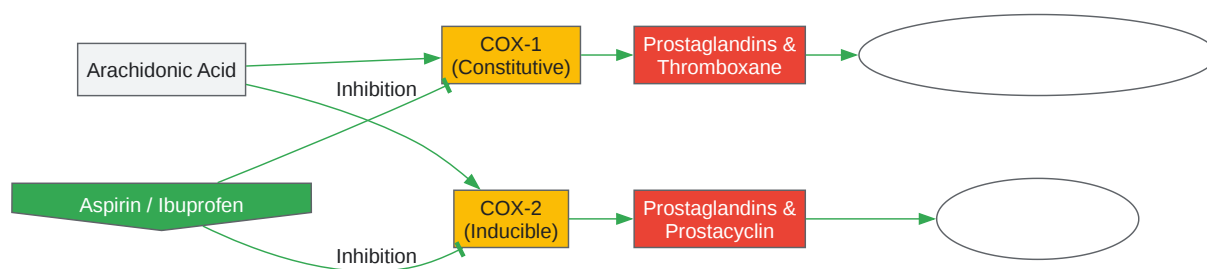 Arachidonic Acid
COX-1
(Constitutive)
Prostaglandins &
Thromboxane
Inhibition
Aspirin / Ibuprofen
COX-2
(Inducible)
Prostaglandins &
Prostacyclin
Inhibition